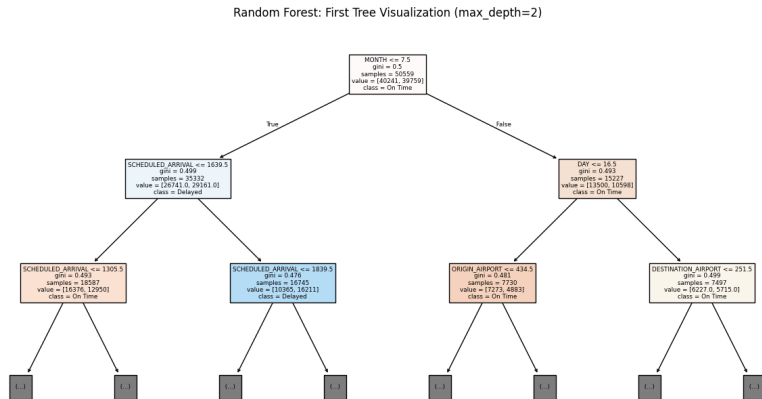 Random Forest: First Tree Visualization (max_depth=2)
MONTH <= 7.5
gini = 0.5
samples = 50559
value = [40241, 39759]
class = On Time
True
False
SCHEDULED_ARRIVAL <= 1639.5
gini = 0.499
samples = 35332
value = [26741.0, 29161.0]
class = Delayed
DAY <= 16.5
gini = 0.493
samples = 15227
value = [13500, 10598]
class = On Time
SCHEDULED_ARRIVAL <= 1305.5
gini = 0.493
samples = 18587
value = [16376, 12950]
class = On Time
SCHEDULED_ARRIVAL <= 1839.5
gini = 0.476
samples = 16745
value = [10365, 16211]
class = Delayed
ORIGIN_AIRPORT <= 434.5
gini = 0.481
samples = 7730
value = [7273, 4883]
class = On Time
DESTINATION_AIRPORT <= 251.5
gini = 0.499
samples = 7497
value = [6227.0, 5715.0]
class = On Time
(...)
(...)
(...)
(...)
(...)
(...)
(...)
(...)